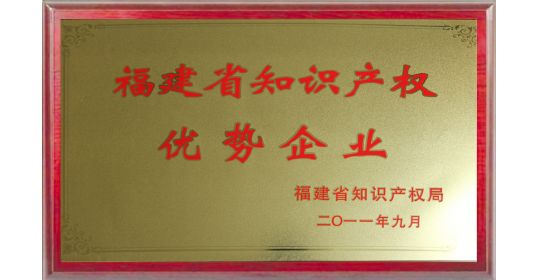 福建省知识产权
优势企业
福建省知识产权局
二〇一一年九月